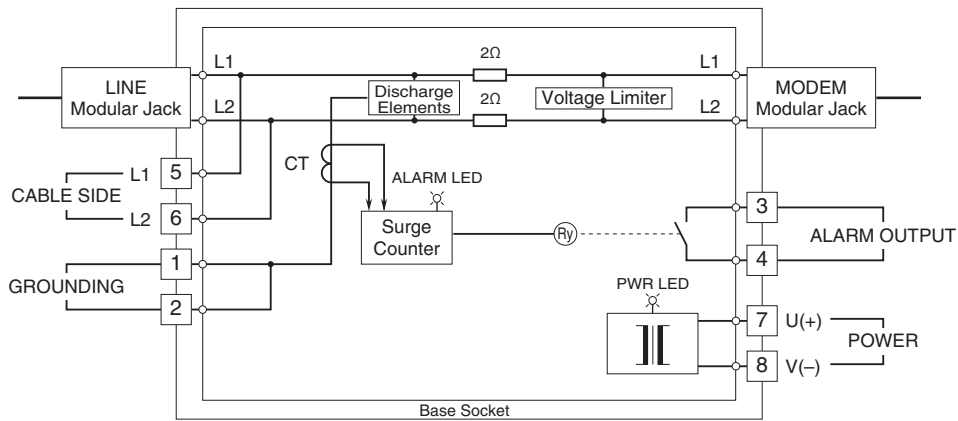 2Ω
L1
L1
LINE
Modular Jack
Discharge
Elements
Voltage Limiter
MODEM
Modular Jack
L2
2Ω
L2
CT
ALARM LED
5
L1
CABLE SIDE
L2
6
Surge
Counter
Ry
3
ALARM OUTPUT
4
1
GROUNDING
2
PWR LED
7
U(+)
POWER
8
V(–)
Base Socket